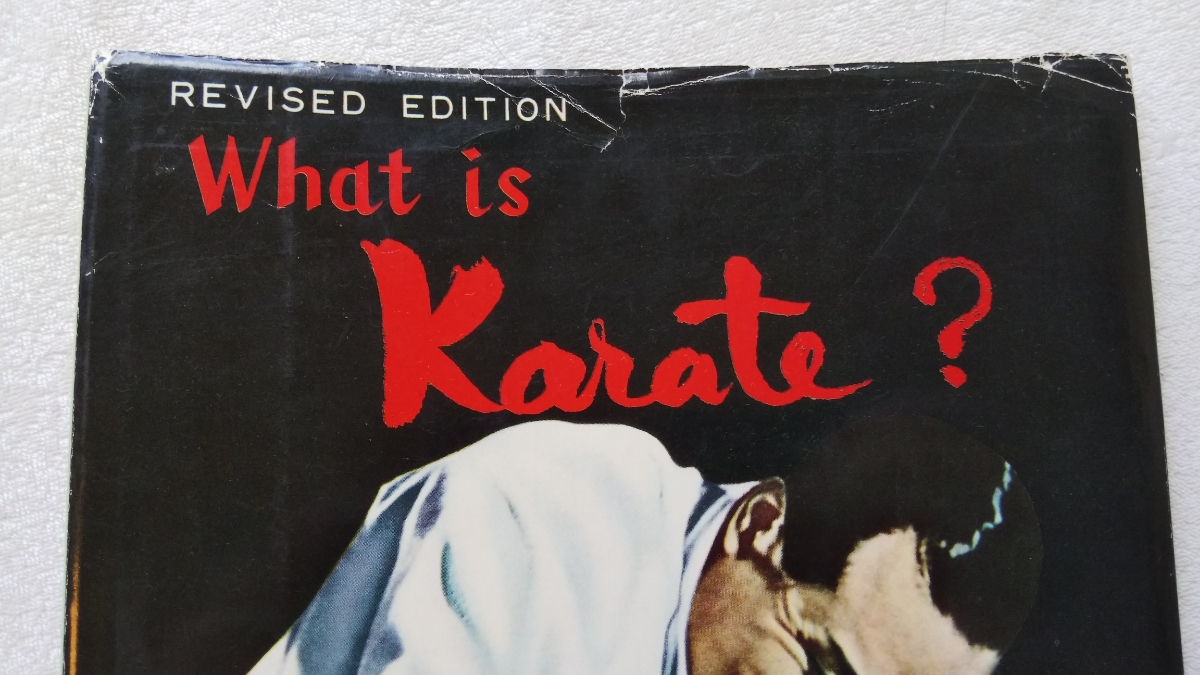 REVISED EDITION
What is
Karate?